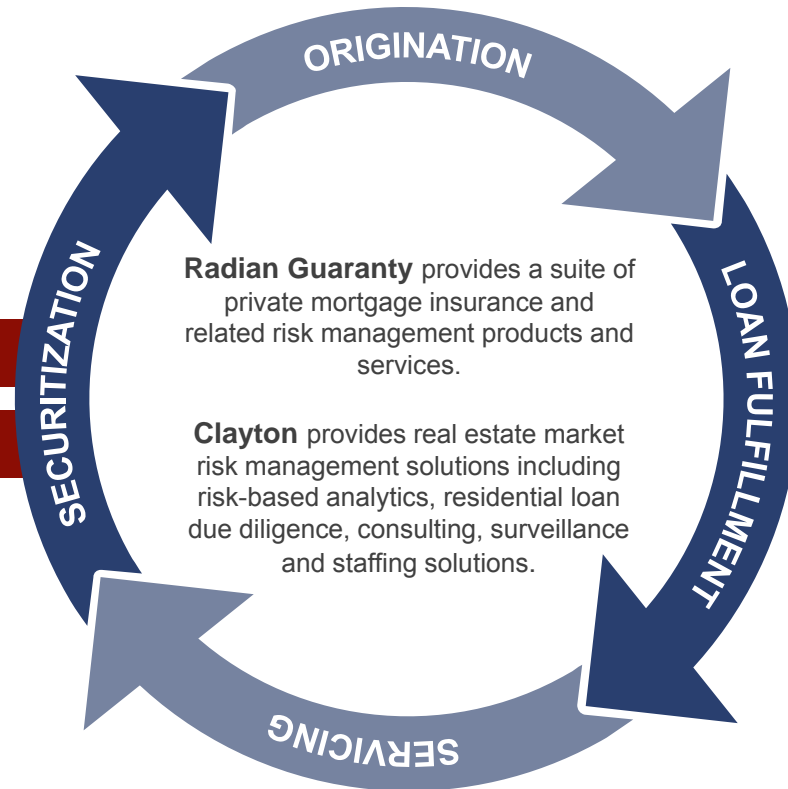 ORIGINATION
LOAN FULFILLMENT
SERVICING
SECURITIZATION
Radian Guaranty provides a suite of
private mortgage insurance and
related risk management products and
services.
Clayton provides real estate market
risk management solutions including
risk-based analytics, residential loan
due diligence, consulting, surveillance
and staffing solutions.